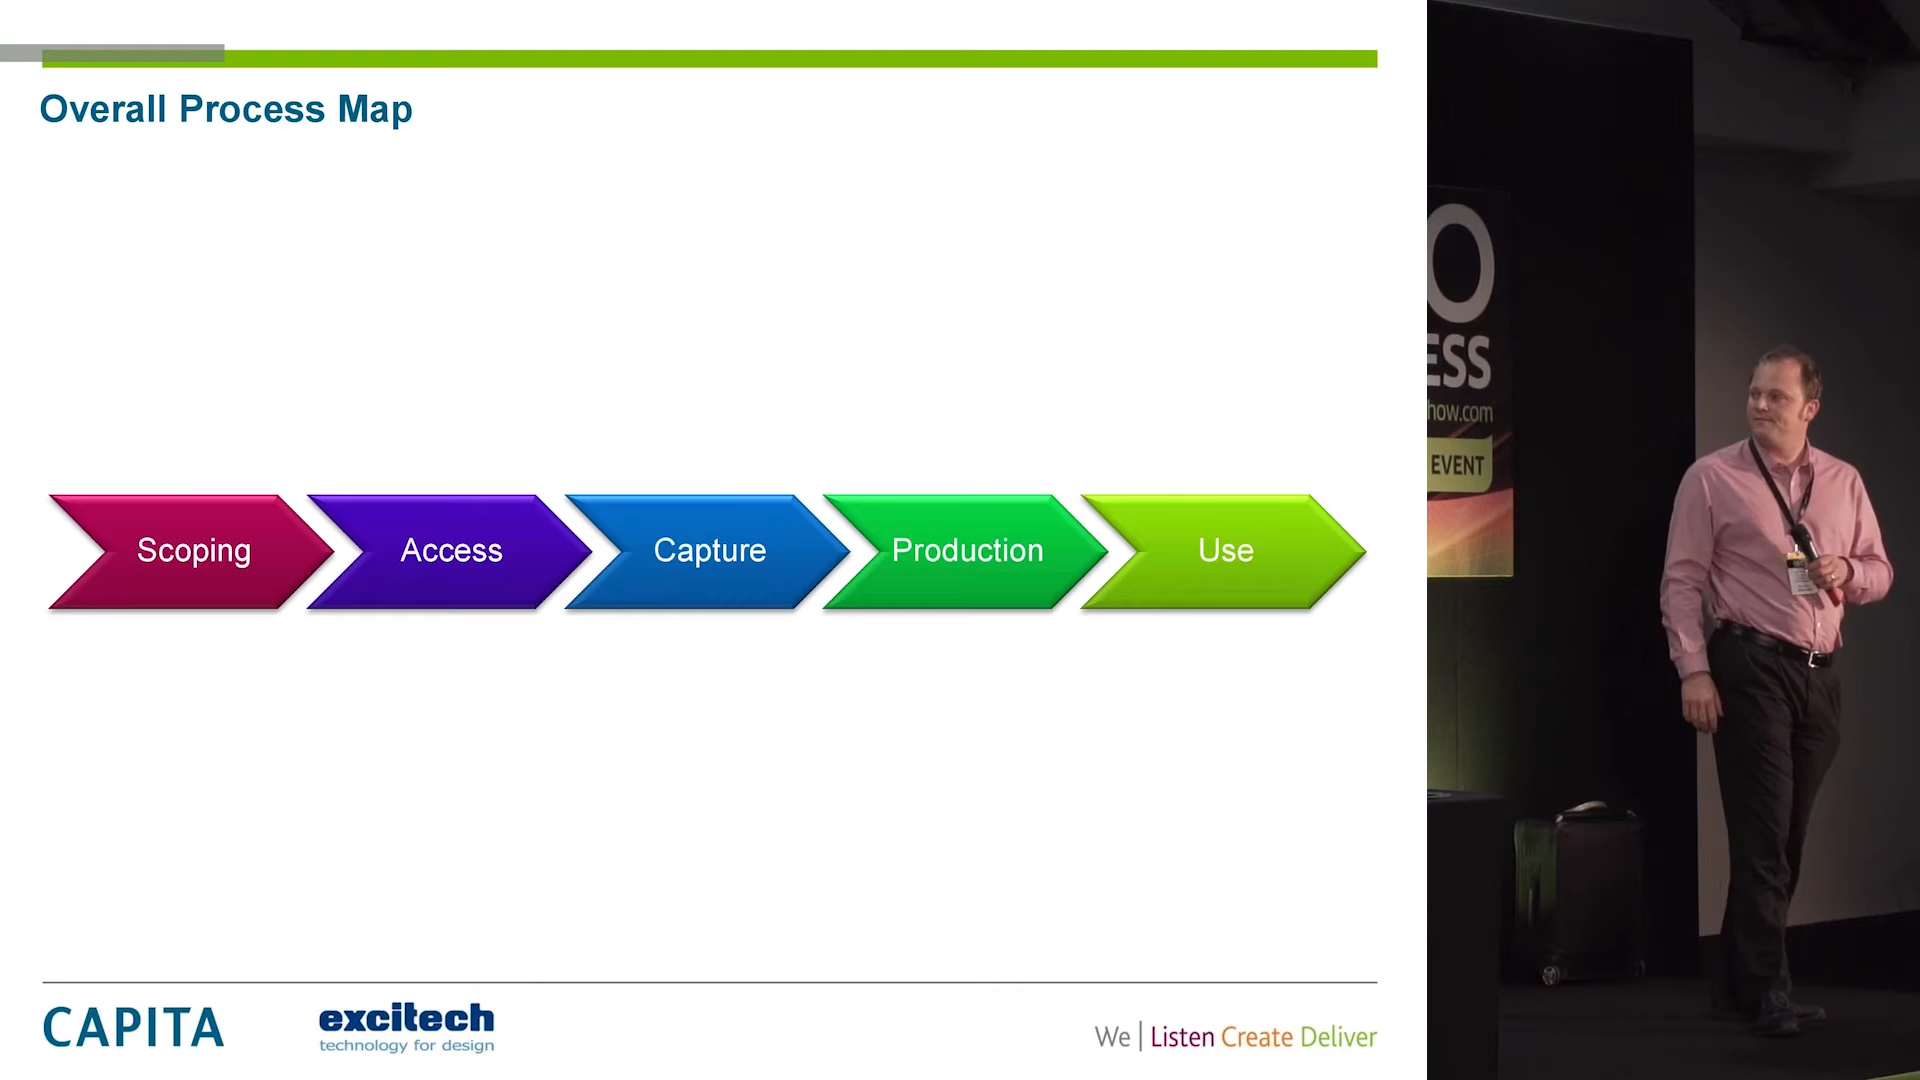 Overall Process Map
Scoping
Access
Capture
Production
Use
CAPITA
excitech
technology for design
We | Listen Create Deliver
O
ESS
how.com
EVENT